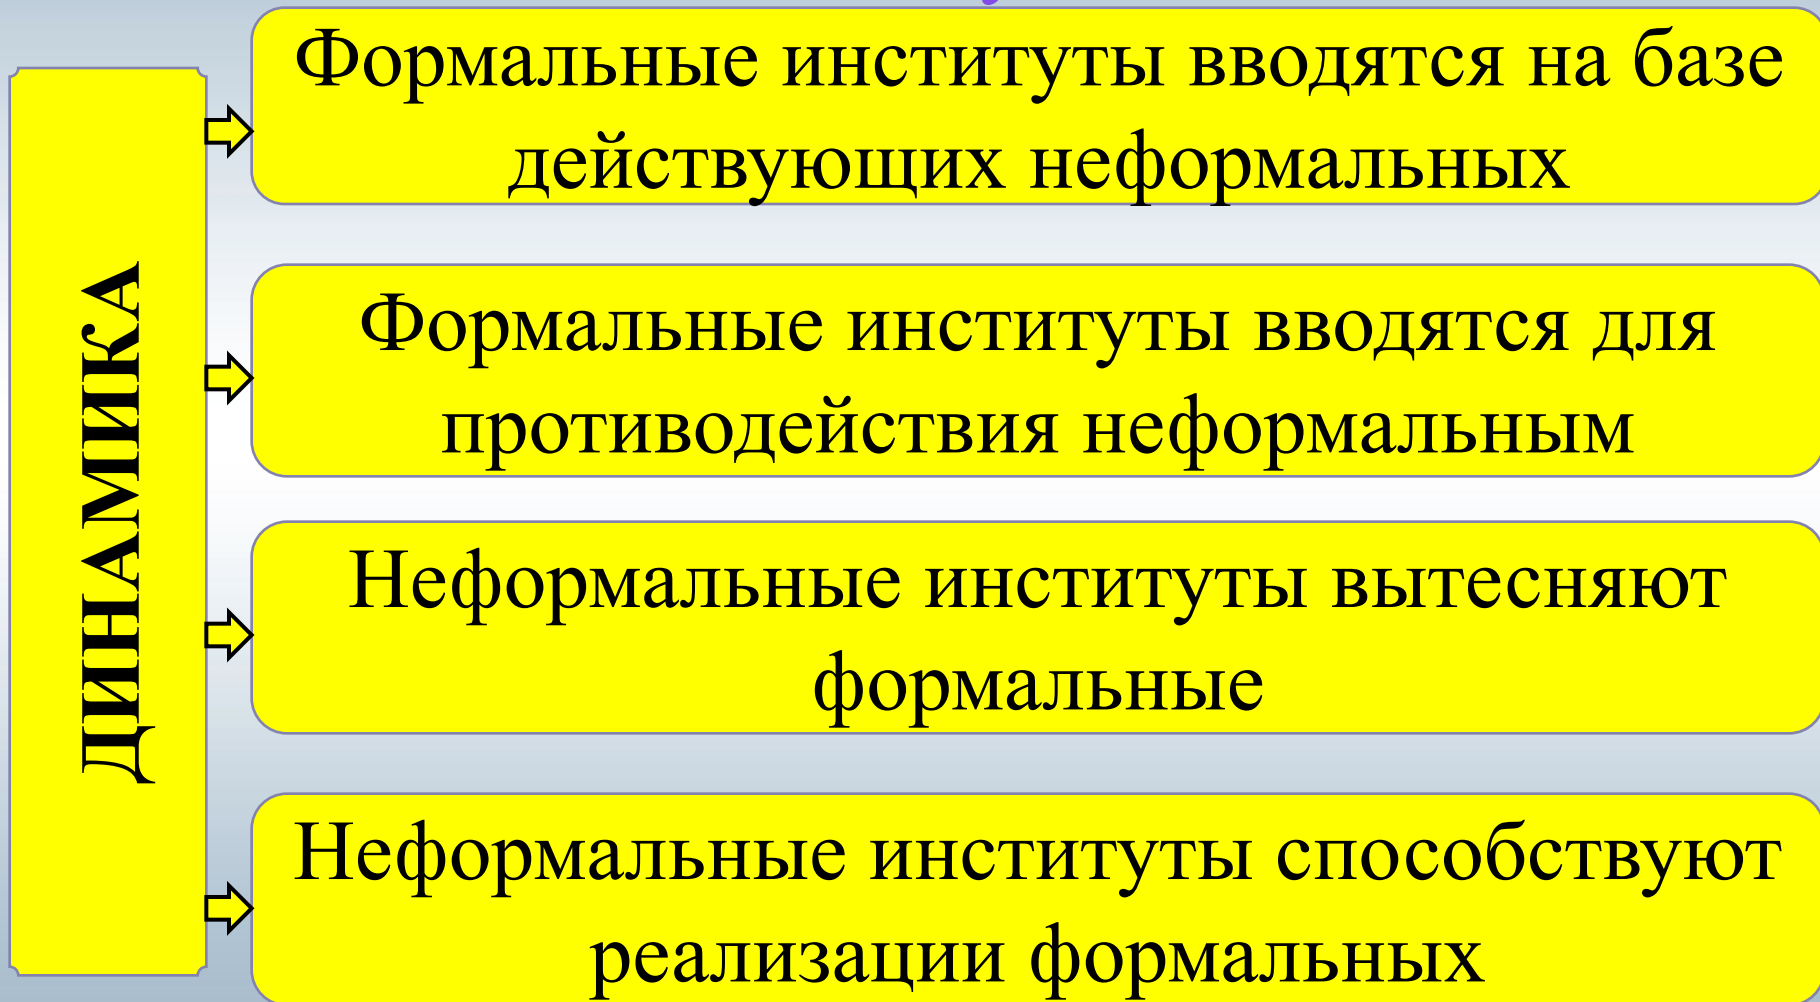 ДИНАМИКА
Формальные институты вводятся на базе
действующих неформальных
Формальные институты вводятся для
противодействия неформальным
Неформальные институты вытесняют
формальные
Неформальные институты способствуют
реализации формальных